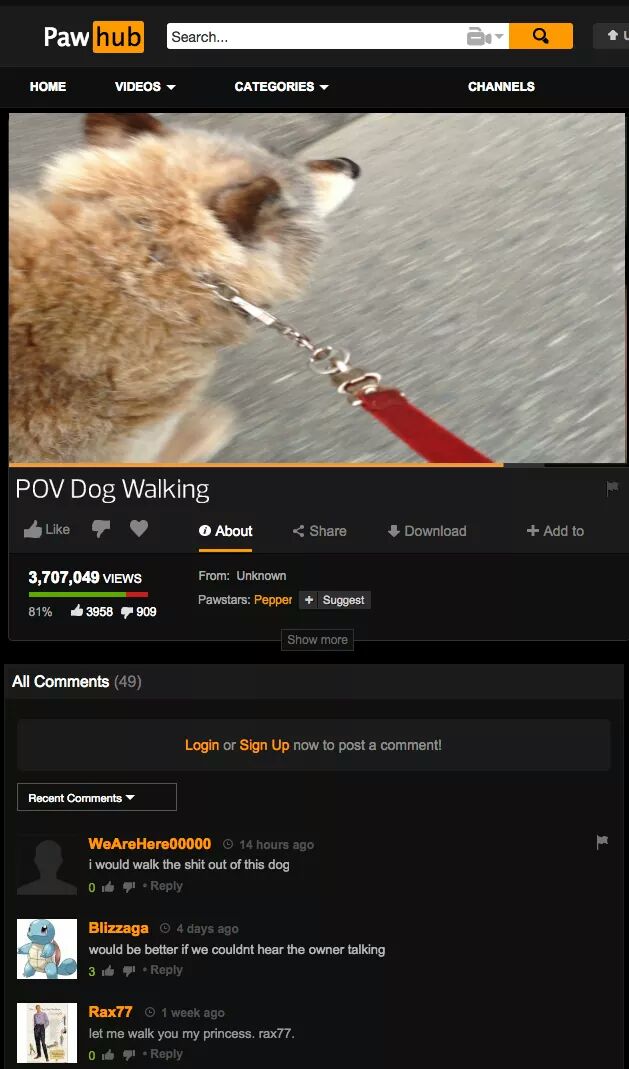 Paw hub
Search...
U
HOME VIDEOS CATEGORIES CHANNELS
POV Dog Walking
Like About Share Download Add to
3,707,049 VIEWS
From: Unknown
Pawstars: Pepper + Suggest
81% 3958 909
Show more
All Comments (49)
Login or Sign Up now to post a comment!
Recent Comments
WeAreHere00000 14 hours ago
i would walk the shit out of this dog
0 • Reply
Blizzaga 4 days ago
would be better if we couldnt hear the owner talking
3 • Reply
Rax77 1 week ago
let me walk you my princess. rax77.
0 • Reply